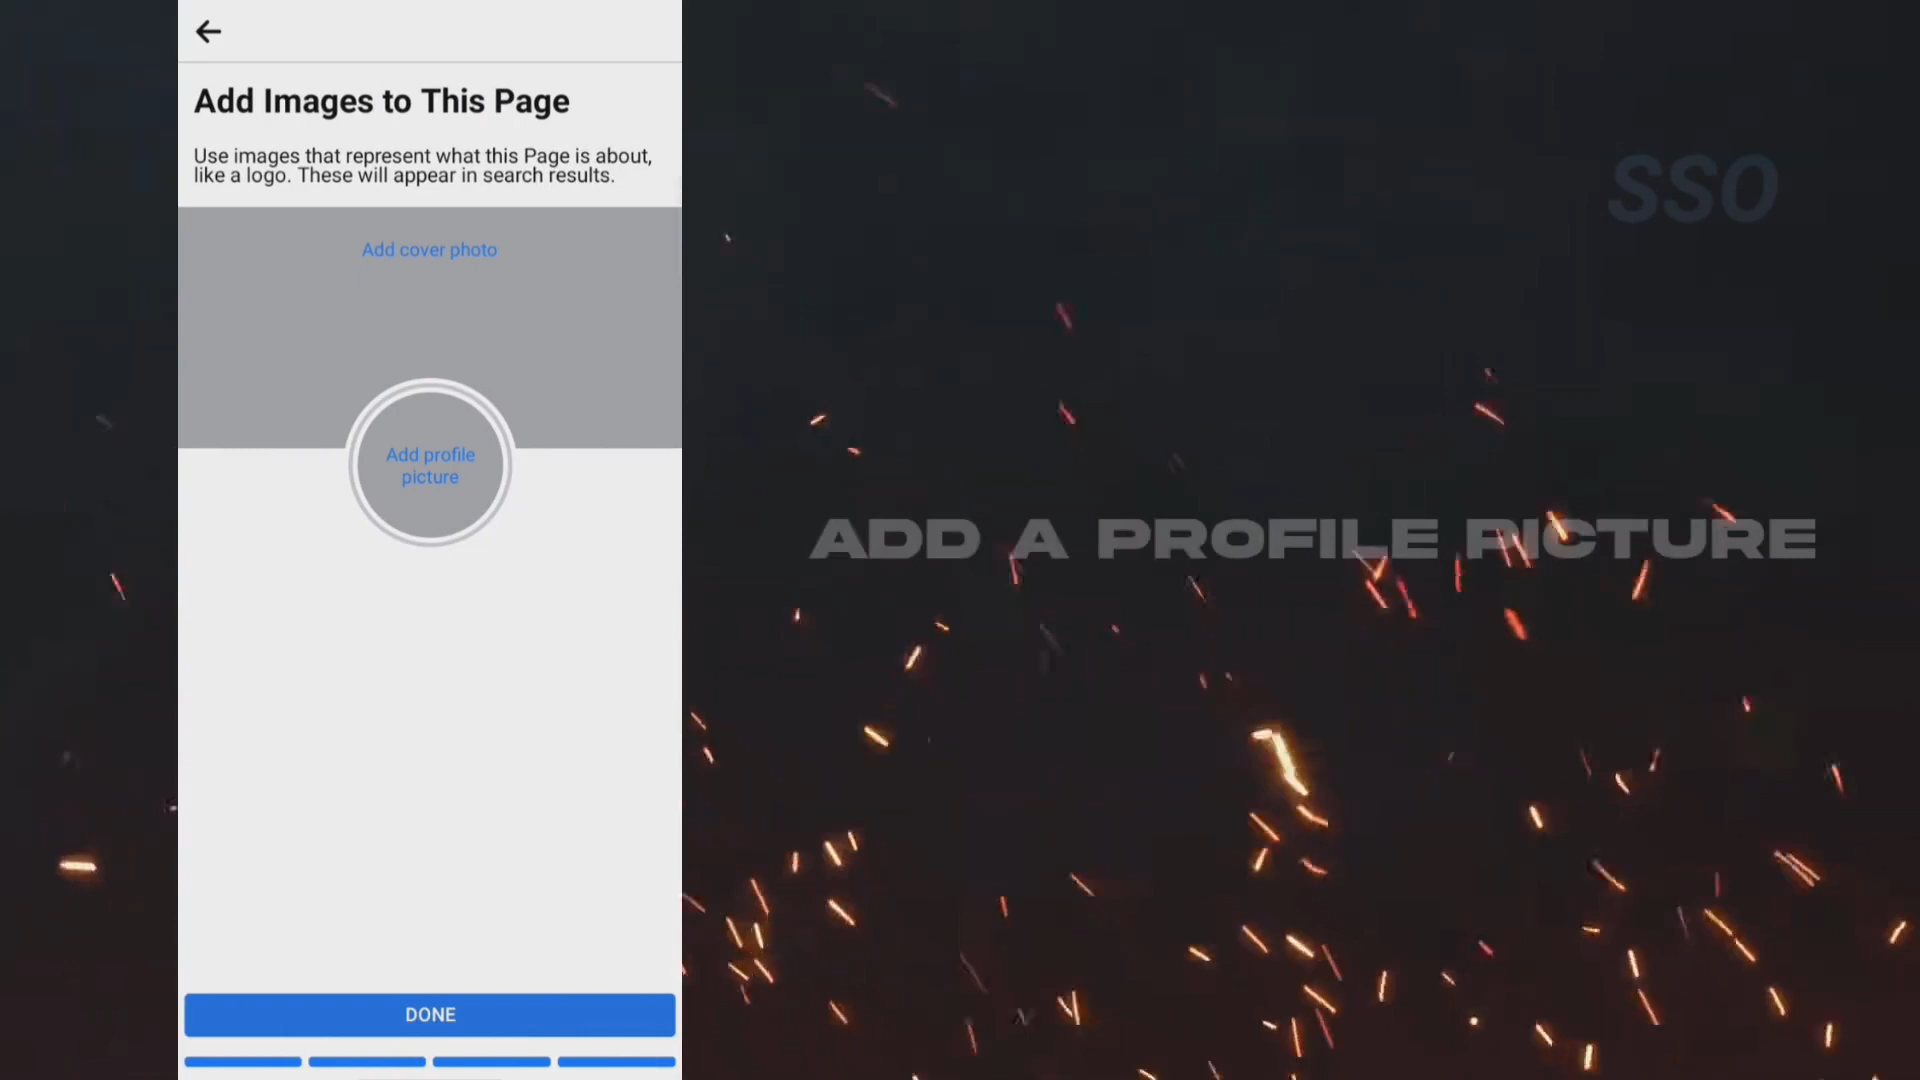 Add Images to This Page
Use images that represent what this Page is about,
like a logo. These will appear in search results.
Add cover photo
Add profile
picture
DONE
SSO
ADD A PROFILE PICTURE